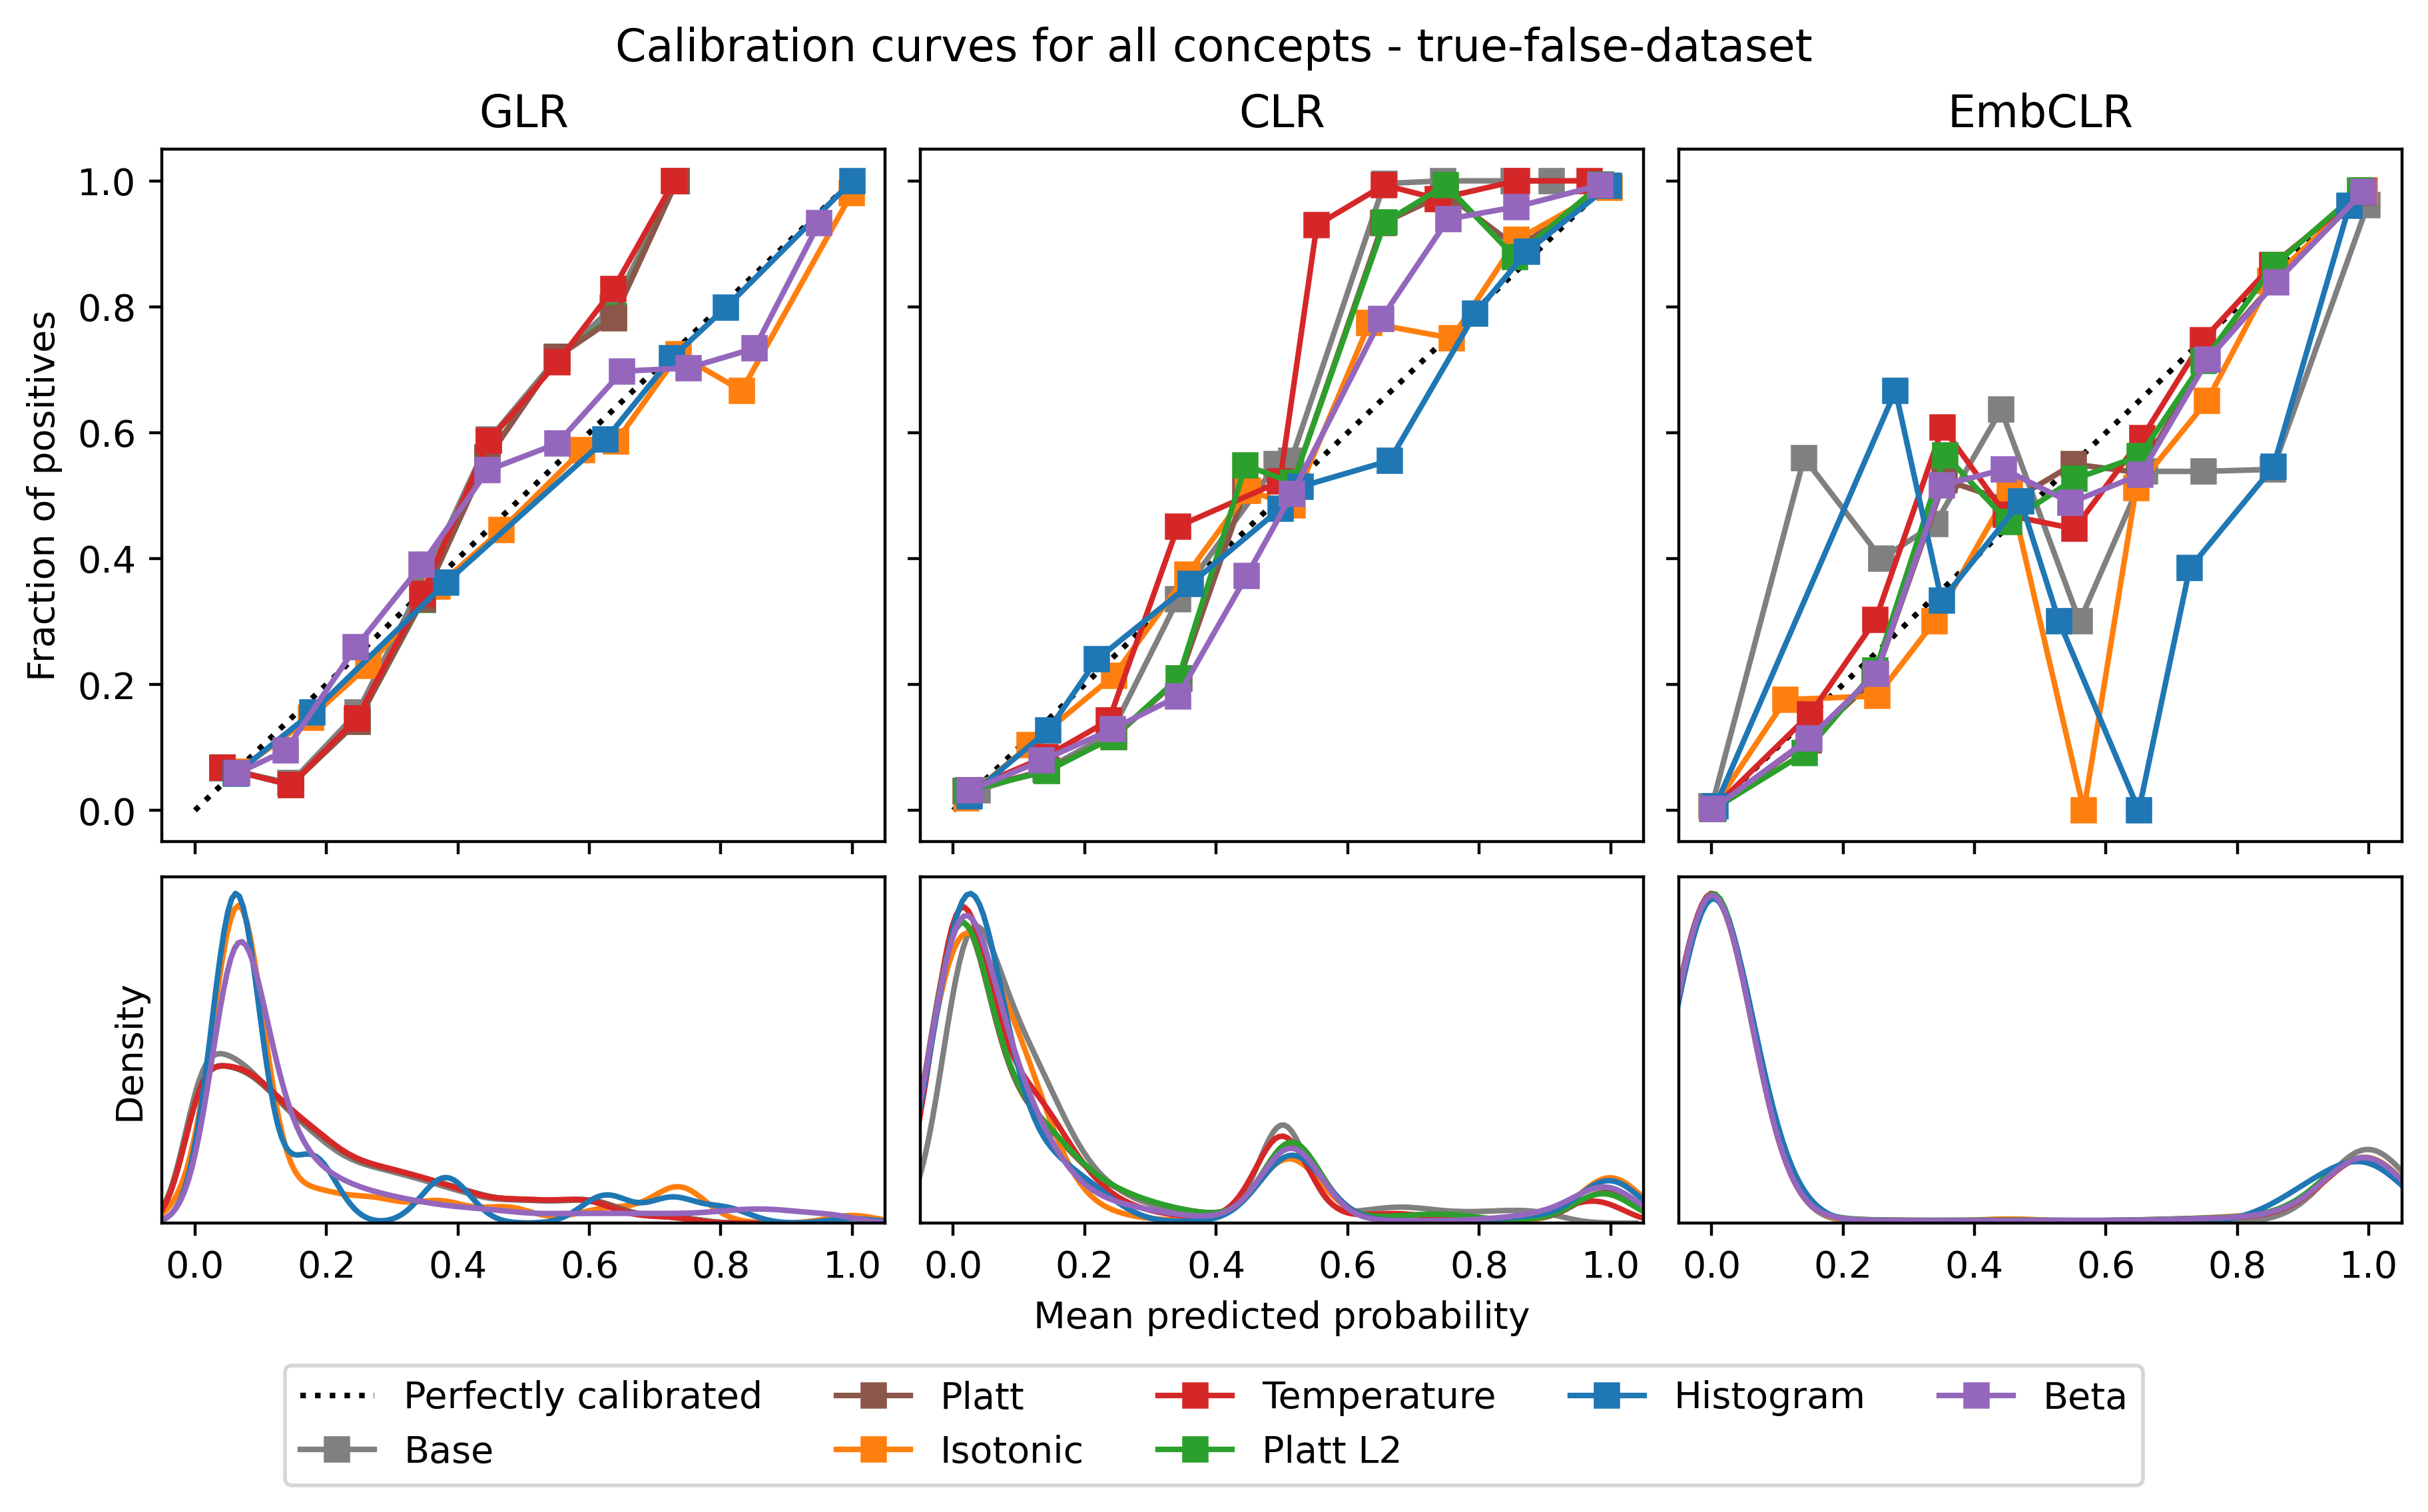 Calibration curves for all concepts - true-false-dataset
GLR
CLR
EmbCLR
Fraction of positives
1.0
0.8
0.6
0.4
0.2
0.0
Density
0.0 0.2 0.4 0.6 0.8 1.0
0.0 0.2 0.4 0.6 0.8 1.0
0.0 0.2 0.4 0.6 0.8 1.0
Mean predicted probability
Perfectly calibrated
Base
Platt
Isotonic
Temperature
Platt L2
Histogram
Beta